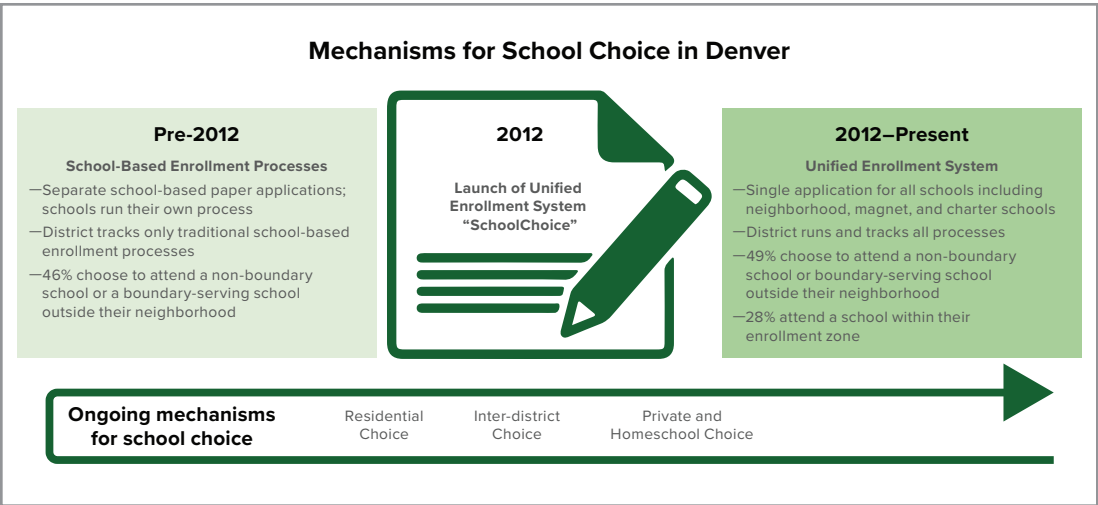 Mechanisms for School Choice in Denver
Pre-2012
School-Based Enrollment Processes
—Separate school-based paper applications;
schools run their own process
—District tracks only traditional school-based
enrollment processes
—46% choose to attend a non-boundary
school or a boundary-serving school
outside their neighborhood
2012
Launch of Unified
Enrollment System
“SchoolChoice”
2012–Present
Unified Enrollment System
—Single application for all schools including
neighborhood, magnet, and charter schools
—District runs and tracks all processes
—49% choose to attend a non-boundary
school or boundary-serving school
outside their neighborhood
—28% attend a school within their
enrollment zone
Ongoing mechanisms
for school choice
Residential
Choice
Inter-district
Choice
Private and
Homeschool Choice